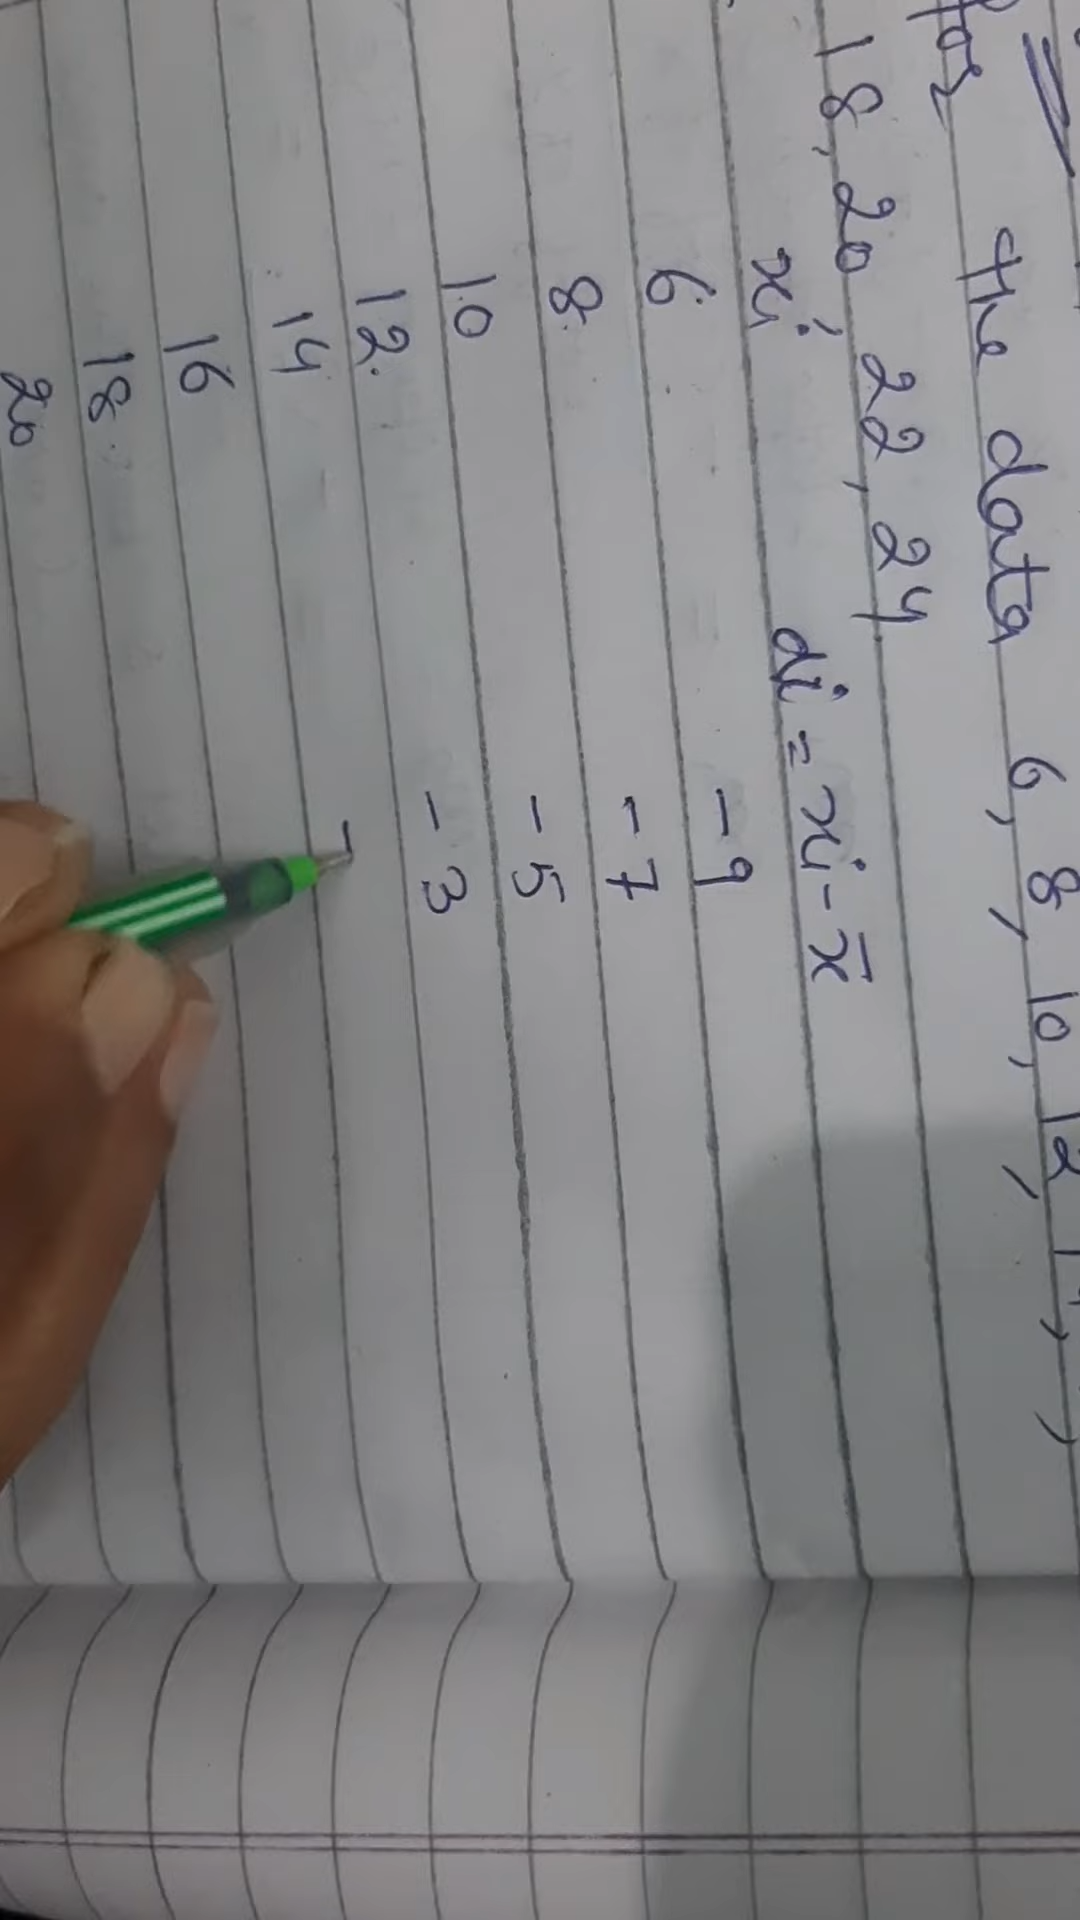 for the data 6, 8, 10, 12, 14,
18, 20, 22, 24
xi di = xi - x̄
6 -9
8 -7
10 -5
12 -3
14 -
16
18
20